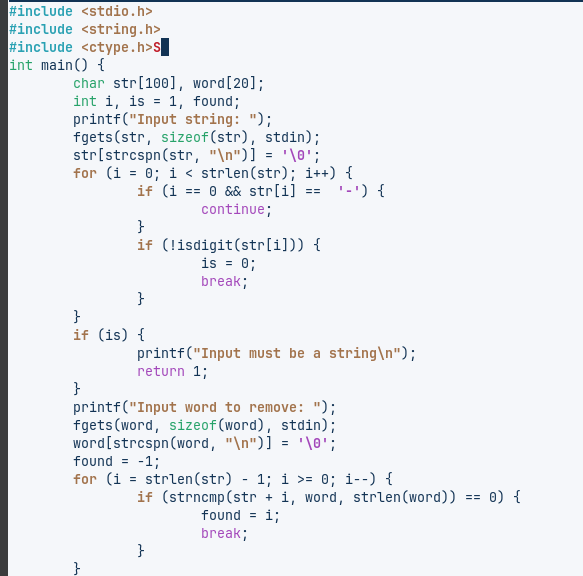 #include <stdio.h>
#include <string.h>
#include <ctype.h>S
int main() {
        char str[100], word[20];
        int i, is = 1, found;
        printf("Input string: ");
        fgets(str, sizeof(str), stdin);
        str[strcspn(str, "\n")] = '\0';
        for (i = 0; i < strlen(str); i++) {
                if (i == 0 && str[i] ==  '-') {
                        continue;
                }
                if (!isdigit(str[i])) {
                        is = 0;
                        break;
                }
        }
        if (is) {
                printf("Input must be a string\n");
                return 1;
        }
        printf("Input word to remove: ");
        fgets(word, sizeof(word), stdin);
        word[strcspn(word, "\n")] = '\0';
        found = -1;
        for (i = strlen(str) - 1; i >= 0; i--) {
                if (strncmp(str + i, word, strlen(word)) == 0) {
                        found = i;
                        break;
                }
        }